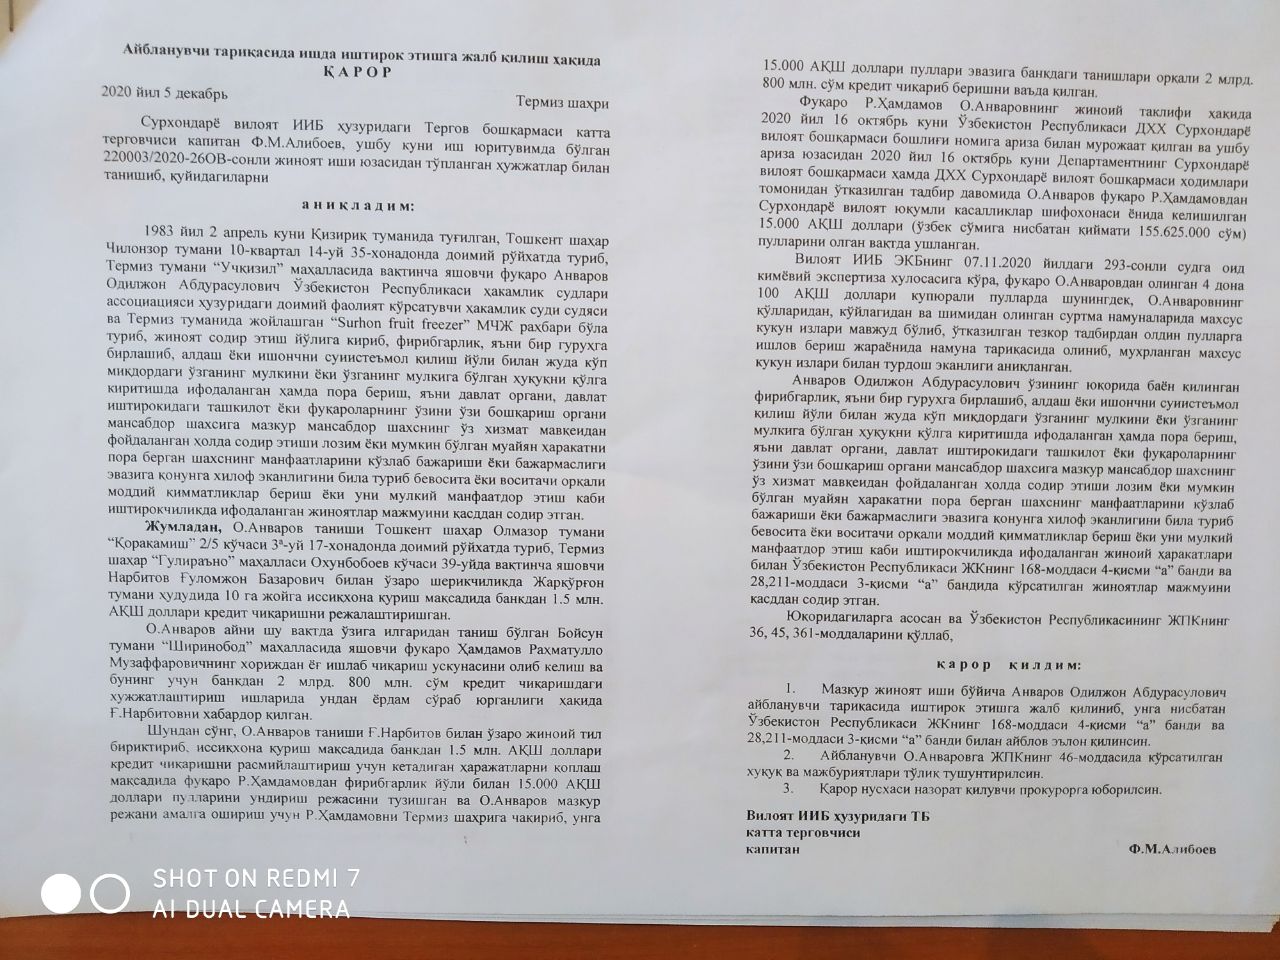 Айбланувчи тариқасида ишда иштирок этишга жалб қилиш ҳақида
Қ А Р О Р
2020 йил 5 декабрь
Термиз шаҳри
Сурхондарё вилоят ИИБ ҳузуридаги Тергов бошқармаси катта
терговчиси капитан Ф.М.Алибоев, ушбу куни иш юритувимда бўлган
220003/2020-26ОВ-сонли жиноят иши юзасидан тўпланган ҳужжатлар билан
танишиб, қуйидагиларни
а н и қ л а д и м:
1983 йил 2 апрель куни Қизириқ туманида туғилган, Тошкент шаҳар
Чилонзор тумани 10-квартал 14-уй 35-хонадонда доимий рўйхатда туриб,
Термиз тумани “Учқизил” маҳалласида вақтинча яшовчи фуқаро Анваров
Одилжон Абдурасулович Ўзбекистон Республикаси ҳакамлик судлари
ассоциацияси ҳузуридаги доимий фаолият кўрсатувчи ҳакамлик суди судяси
ва Термиз туманида жойлашган “Surhon fruit freezer” МЧЖ раҳбари бўла
туриб, жиноят содир этиш йўлига кириб, фирибгарлик, яъни бир гуруҳга
бирлашиб, алдаш ёки ишончни суиистеъмол қилиш йўли билан жуда кўп
миқдордаги ўзганинг мулкини ёки ўзганинг мулкига бўлган ҳуқуқни қўлга
киритишда ифодаланган ҳамда пора бериш, яъни давлат органи, давлат
иштирокидаги ташкилот ёки фуқароларнинг ўзини ўзи бошқариш органи
мансабдор шахсига мазкур мансабдор шахснинг ўз хизмат мавқеидан
фойдаланган ҳолда содир этиши лозим ёки мумкин бўлган муайян ҳаракатни
пора берган шахснинг манфаатларини кўзлаб бажариши ёки бажармаслиги
эвазига қонунга хилоф эканлигини била туриб бевосита ёки воситачи орқали
моддий қимматликлар бериш ёки уни мулкий манфаатдор этиш каби
иштирокчиликда ифодаланган жиноятлар мажмуини қасддан содир этган.
Жумладан, О.Анваров таниши Тошкент шаҳар Олмазор тумани
“Қорақамиш” 2/5 кўчаси 3ª-уй 17-хонадонда доимий рўйхатда туриб, Термиз
шаҳар “Гулираъно” маҳалласи Охунбобоев кўчаси 39-уйда вақтинча яшовчи
Нарбитов Ғуломжон Базарович билан ўзаро шерикчиликда Жарқўрғон
тумани ҳудудида 10 га жойга иссиқхона қуриш мақсадида банкдан 1.5 млн.
АҚШ доллари кредит чиқаришни режалаштиришган.
О.Анваров айни шу вақтда ўзига илгаридан таниш бўлган Бойсун
тумани “Ширинобод” маҳалласида яшовчи фуқаро Ҳамдамов Рахматулло
Музаффаровичнинг хориждан ёғ ишлаб чиқариш ускунасини олиб келиш ва
бунинг учун банкдан 2 млрд. 800 млн. сўм кредит чиқаришдаги
ҳужжатлаштириш ишларида ундан ёрдам сўраб юрганлиги ҳақида
Ғ.Нарбитовни хабардор қилган.
Шундан сўнг, О.Анваров таниши Ғ.Нарбитов билан ўзаро жиноий тил
бириктириб, иссиқхона қуриш мақсадида банкдан 1.5 млн. АҚШ доллари
кредит чиқаришни расмийлаштириш учун кетадиган ҳаражатларни қоплаш
мақсадида фуқаро Р.Ҳамдамовдан фирибгарлик йўли билан 15.000 АҚШ
доллари пулларини ундириш режасини тузишган ва О.Анваров мазкур
режани амалга ошириш учун Р.Ҳамдамовни Термиз шаҳрига чақириб, унга
15.000 АҚШ доллари пуллари эвазига банкдаги танишлари орқали 2 млрд.
800 млн. сўм кредит чиқариб беришни ваъда қилган.
Фуқаро Р.Ҳамдамов О.Анваровнинг жиноий таклифи ҳақида
2020 йил 16 октябрь куни Ўзбекистон Республикаси ДХХ Сурхондарё
вилоят бошқармаси бошлиғи номига ариза билан мурожаат қилган ва ушбу
ариза юзасидан 2020 йил 16 октябрь куни Департаментнинг Сурхондарё
вилоят бошқармаси ҳамда ДХХ Сурхондарё вилоят бошқармаси ходимлари
томонидан ўтказилган тадбир давомида О.Анваров фуқаро Р.Ҳамдамовдан
Сурхондарё вилоят юқумли касалликлар шифохонаси ёнида келишилган
15.000 АҚШ доллари (ўзбек сўмига нисбатан қиймати 155.625.000 сўм)
пулларини олган вақтда ушланган.
Вилоят ИИБ ЭКБнинг 07.11.2020 йилдаги 293-сонли судга оид
кимёвий экспертиза хулосасига кўра, фуқаро О.Анваровдан олинган 4 дона
100 АҚШ доллари купюрали пулларда шунингдек, О.Анваровнинг
қўлларидан, кўйлагидан ва шимидан олинган суртма намуналарида махсус
кукун излари мавжуд бўлиб, ўтказилган тезкор тадбирдан олдин пулларга
ишлов бериш жараёнида намуна тариқасида олиниб, мухрланган махсус
кукун излари билан турдош эканлиги аниқланган.
Анваров Одилжон Абдурасулович ўзининг юқорида баён қилинган
фирибгарлик, яъни бир гуруҳга бирлашиб, алдаш ёки ишончни суиистеъмол
қилиш йўли билан жуда кўп миқдордаги ўзганинг мулкини ёки ўзганинг
мулкига бўлган ҳуқуқни қўлга киритишда ифодаланган ҳамда пора бериш,
яъни давлат органи, давлат иштирокидаги ташкилот ёки фуқароларнинг
ўзини ўзи бошқариш органи мансабдор шахсига мазкур мансабдор шахснинг
ўз хизмат мавқеидан фойдаланган ҳолда содир этиши лозим ёки мумкин
бўлган муайян ҳаракатни пора берган шахснинг манфаатларини кўзлаб
бажариши ёки бажармаслиги эвазига қонунга хилоф эканлигини била туриб
бевосита ёки воситачи орқали моддий қимматликлар бериш ёки уни мулкий
манфаатдор этиш каби иштирокчиликда ифодаланган жиноий ҳаракатлари
билан Ўзбекистон Республикаси ЖКнинг 168-моддаси 4-қисми “а” банди ва
28,211-моддаси 3-қисми “а” бандида кўрсатилган жиноятлар мажмуини
қасддан содир этган.
Юқоридагиларга асосан ва Ўзбекистон Республикасининг ЖПКнинг
36, 45, 361-моддаларини қўллаб,
қ а р о р   қ и л д и м:
1. Мазкур жиноят иши бўйича Анваров Одилжон Абдурасулович
айбланувчи тариқасида иштирок этишга жалб қилиниб, унга нисбатан
Ўзбекистон Республикаси ЖКнинг 168-моддаси 4-қисми “а” банди ва
28,211-моддаси 3-қисми “а” банди билан айблов эълон қилинсин.
2. Айбланувчи О.Анваровга ЖПКнинг 46-моддасида кўрсатилган
ҳуқуқ ва мажбуриятлари тўлиқ тушунтирилсин.
3. Қарор нусхаси назорат қилувчи прокурорга юборилсин.
Вилоят ИИБ ҳузуридаги ТБ
катта терговчиси
капитан
Ф.М.Алибоев
SHOT ON REDMI 7
AI DUAL CAMERA